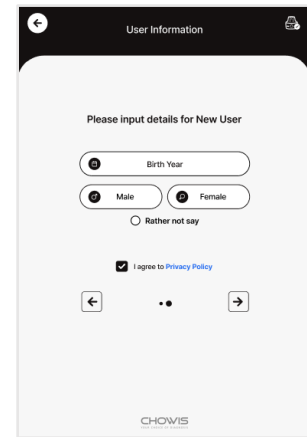 User Information
Please input details for New User
Birth Year
Male
Female
Rather not say
I agree to Privacy Policy
CHOWIS